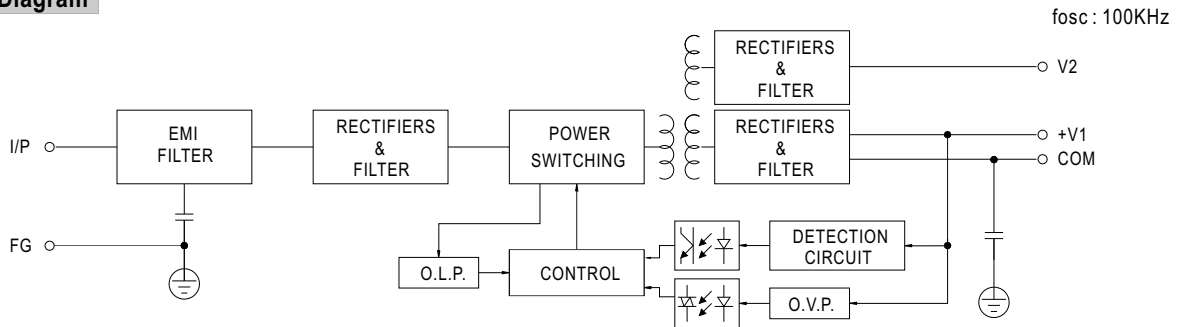 Diagram
fosc : 100KHz
RECTIFIERS
&
FILTER
V2
I/P
EMI
FILTER
RECTIFIERS
&
FILTER
POWER
SWITCHING
RECTIFIERS
&
FILTER
+V1
COM
FG
O.L.P.
CONTROL
DETECTION
CIRCUIT
O.V.P.